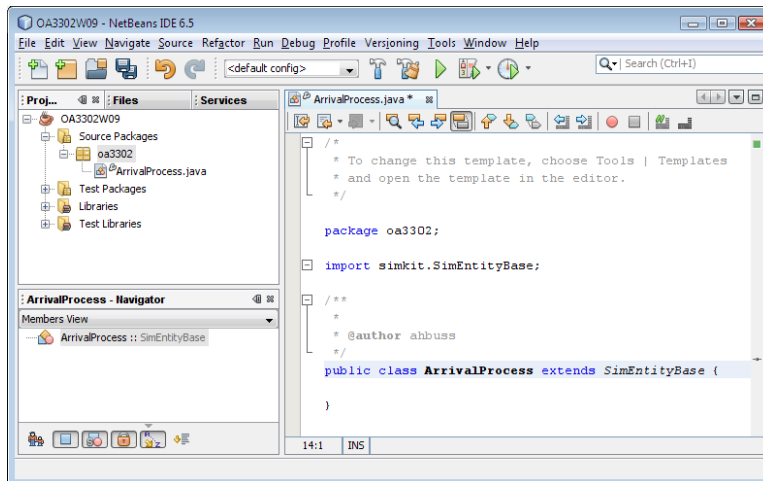 OA3302W09 - NetBeans IDE 6.5
File Edit View Navigate Source Refactor Run Debug Profile Versioning Tools Window Help
<default config>
Search (Ctrl+I)
Proj...
Files
Services
OA3302W09
Source Packages
oa3302
ArrivalProcess.java
Test Packages
Libraries
Test Libraries
ArrivalProcess - Navigator
Members View
ArrivalProcess :: SimEntityBase
ArrivalProcess.java *
/*
* To change this template, choose Tools | Templates
* and open the template in the editor.
*/
package oa3302;
import simkit.SimEntityBase;
/**
*
* @author ahbuss
*/
public class ArrivalProcess extends SimEntityBase {
}
14:1
INS